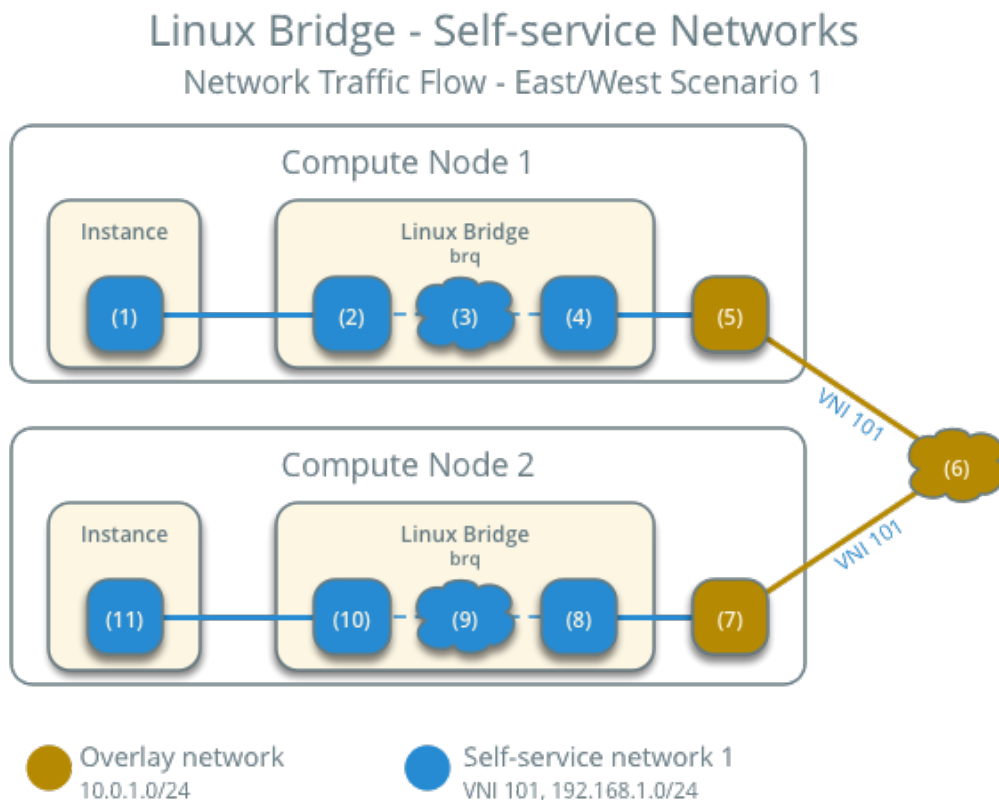 Linux Bridge - Self-service Networks
Network Traffic Flow - East/West Scenario 1
Compute Node 1
Instance
Linux Bridge
brq
(1)
(2)
(3)
(4)
(5)
VNI 101
(6)
Compute Node 2
Instance
Linux Bridge
brq
VNI 101
(11)
(10)
(9)
(8)
(7)
Overlay network
10.0.1.0/24
Self-service network 1
VNI 101, 192.168.1.0/24